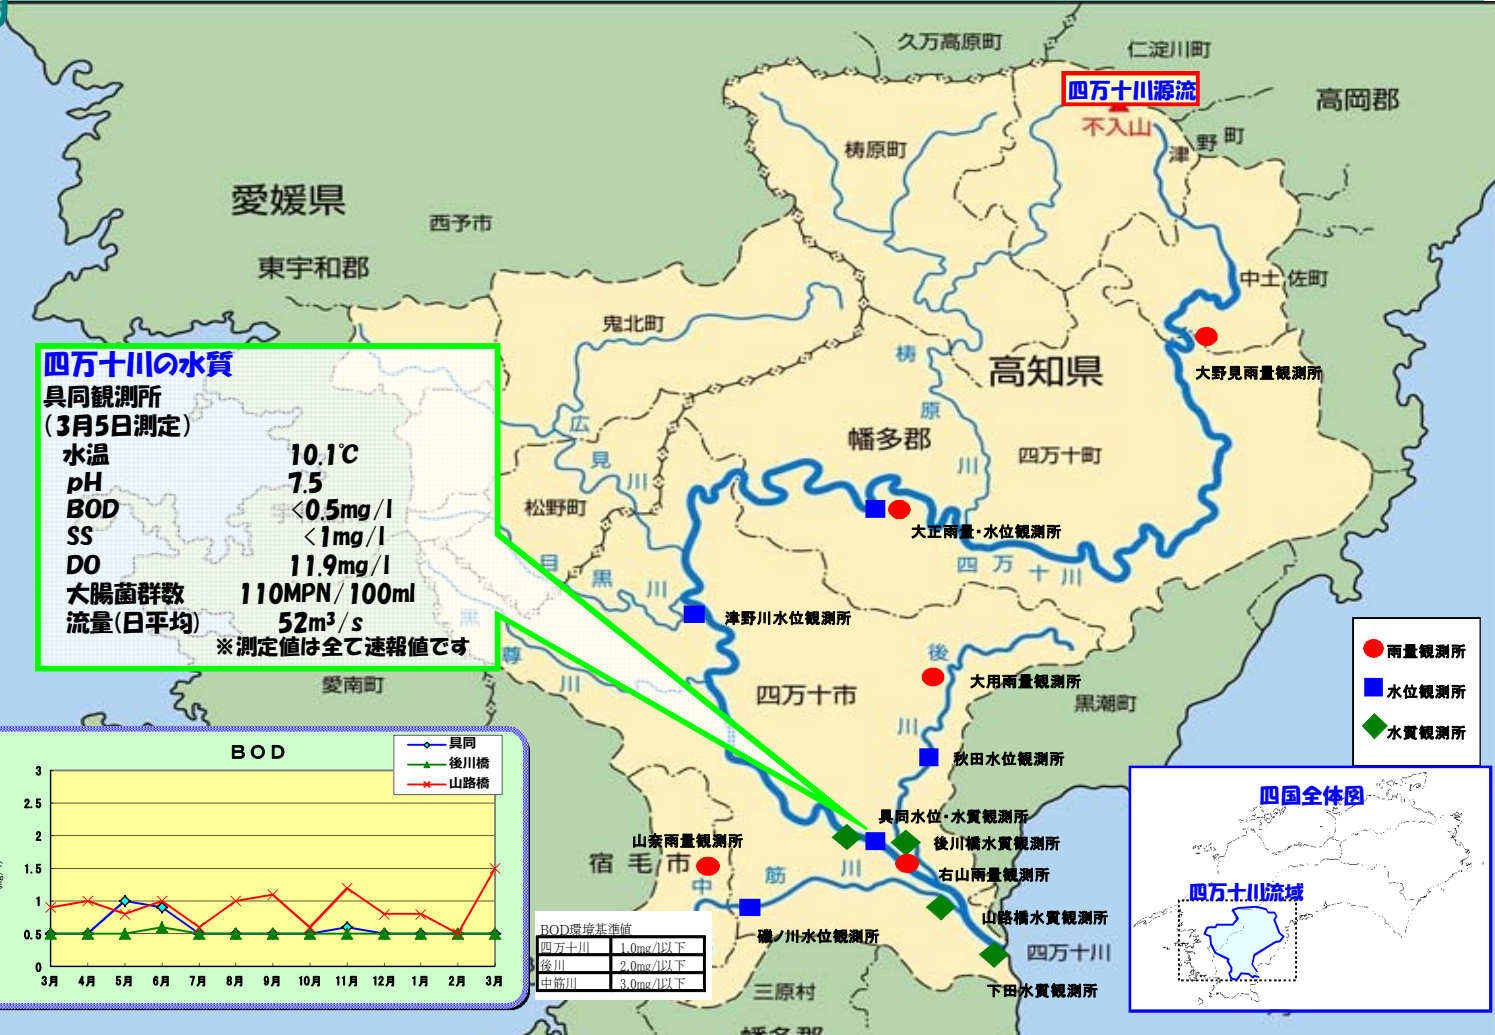 久万高原町
仁淀川町
四万十川源流
高岡郡
不入山
津野町
梼原町
愛媛県
西予市
東宇和郡
中土佐町
鬼北町
大野見雨量観測所
高知県
梼原川
幡多郡
四万十町
広見川
松野町
大正雨量・水位観測所
四万十川
目黒川
津野川水位観測所
四万十川の水質
具同観測所
(3月5日測定)
水温 10.1℃
pH 7.5
BOD <0.5mg/l
SS <1mg/l
DO 11.9mg/l
大腸菌群数 110MPN/100ml
流量(日平均) 52m³/s
※測定値は全て速報値です
黒尊川
愛南町
後川
大用雨量観測所
四万十市
黒潮町
秋田水位観測所
雨量観測所
水位観測所
水質観測所
具同水位・水質観測所
後川橋水質観測所
山奈雨量観測所
宿毛市
右山雨量観測所
中筋川
山路橋水質観測所
磯ノ川水位観測所
四万十川
下田水質観測所
三原村
幡多郡
BOD
具同
後川橋
山路橋
3
2.5
2
1.5
1
0.5
0
3月 4月 5月 6月 7月 8月 9月 10月 11月 12月 1月 2月 3月
BOD環境基準値
四万十川 1.0mg/l以下
後川 2.0mg/l以下
中筋川 3.0mg/l以下
四国全体図
四万十川流域